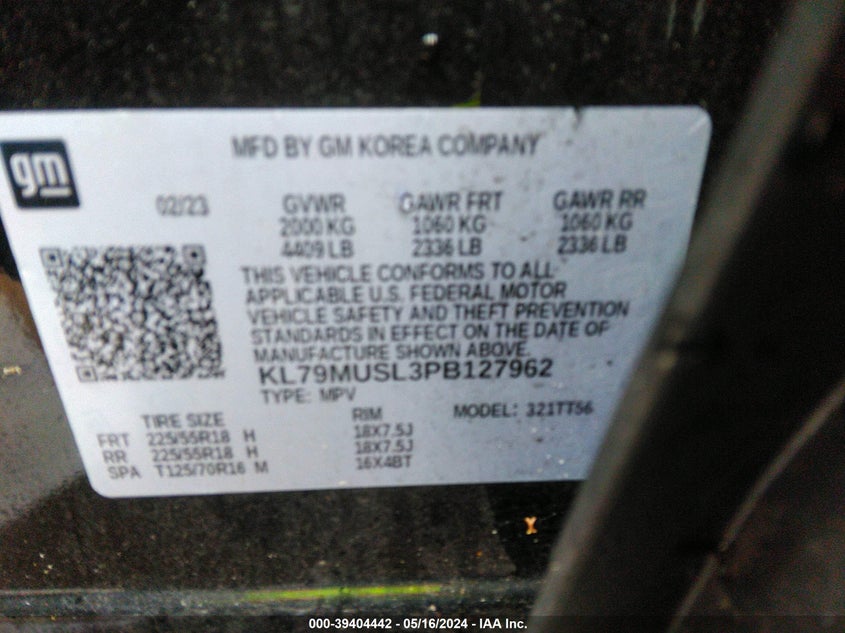 gm
MFD BY GM KOREA COMPANY
02/23 GVWR GAWR FRT GAWR RR
2000 KG 1060 KG 1060 KG
4409 LB 2336 LB 2336 LB
THIS VEHICLE CONFORMS TO ALL
APPLICABLE U.S. FEDERAL MOTOR
VEHICLE SAFETY AND THEFT PREVENTION
STANDARDS IN EFFECT ON THE DATE OF
MANUFACTURE SHOWN ABOVE.
KL79MUSL3PB127962
TYPE: MPV
TIRE SIZE RIM MODEL: 321TT56
FRT 225/55R18 H 18X7.5J
RR 225/55R18 H 18X7.5J
SPA T125/70R16 M 16X4BT
000-39404442 - 05/16/2024 - IAA Inc.